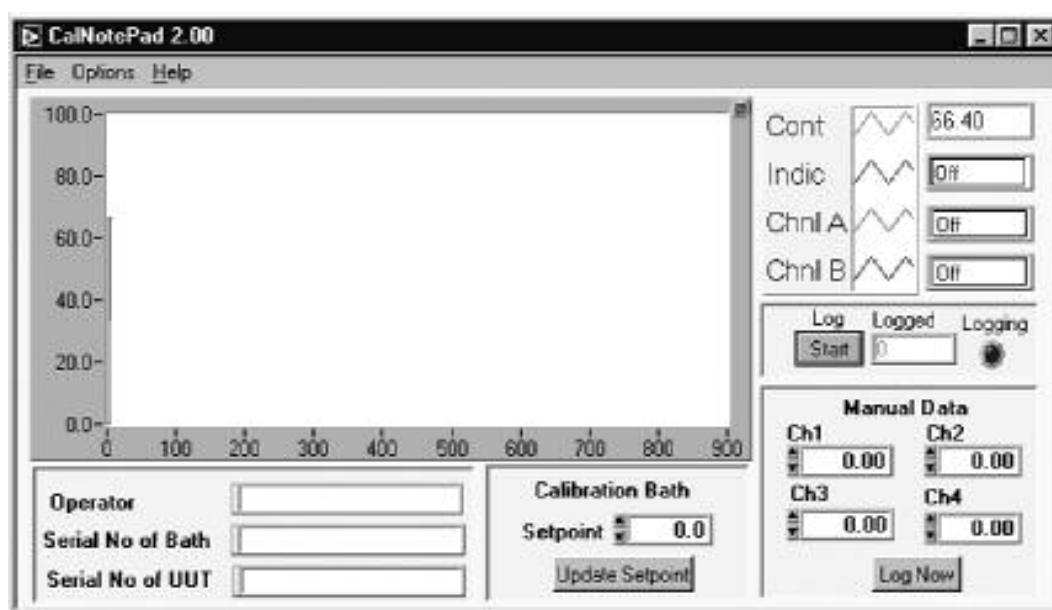 CalNotePad 2.00
File Options Help
100.0
80.0
60.0
40.0
20.0
0.0
0 100 200 300 400 500 600 700 800 900
Cont 66.40
Indic Off
Chnl A Off
Chnl B Off
Log Logged Logging
Start 0
Manual Data
Ch1 Ch2
0.00 0.00
Ch3 Ch4
0.00 0.00
Log Now
Operator
Serial No of Bath
Serial No of UUT
Calibration Bath
Setpoint 0.0
Update Setpoint